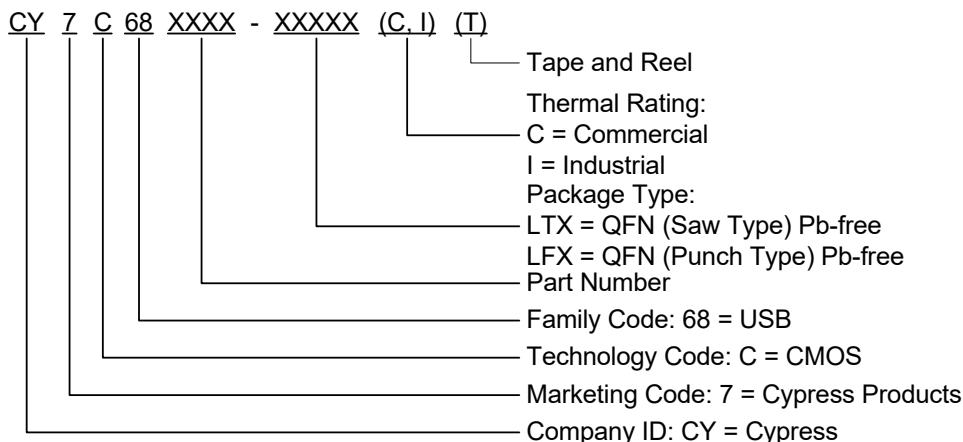 CY 7 C 68 XXXX - XXXXX (C, I) (T)
Tape and Reel
Thermal Rating:
C = Commercial
I = Industrial
Package Type:
LTX = QFN (Saw Type) Pb-free
LFX = QFN (Punch Type) Pb-free
Part Number
Family Code: 68 = USB
Technology Code: C = CMOS
Marketing Code: 7 = Cypress Products
Company ID: CY = Cypress